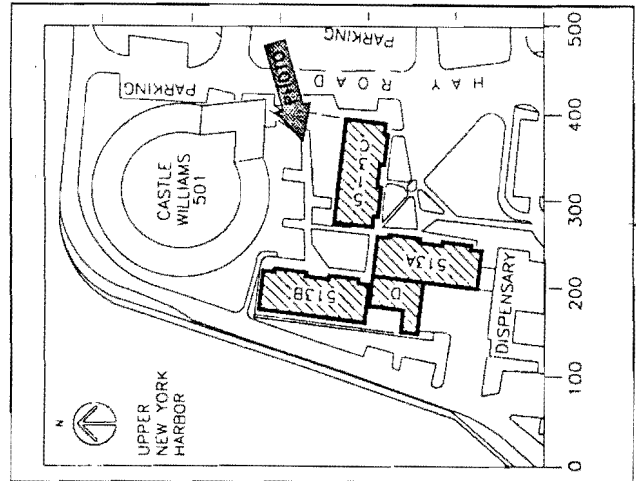 PARKING
PARKING
PHOTO
HAY ROAD
CASTLE
WILLIAMS
501
513C
513B
513A
D
DISPENSARY
N
UPPER
NEW YORK
HARBOR
0
100
200
300
400
500